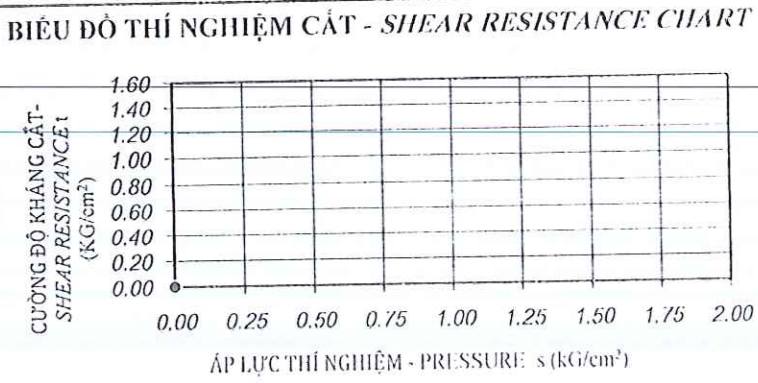 BIỂU ĐỒ THÍ NGHIỆM CẮT - SHEAR RESISTANCE CHART
CƯỜNG ĐỘ KHÁNG CẮT-
SHEAR RESISTANCE t
(KG/cm²)
1.60
1.40
1.20
1.00
0.80
0.60
0.40
0.20
0.00
0.00 0.25 0.50 0.75 1.00 1.25 1.50 1.75 2.00
ÁP LỰC THÍ NGHIỆM - PRESSURE s (kG/cm²)